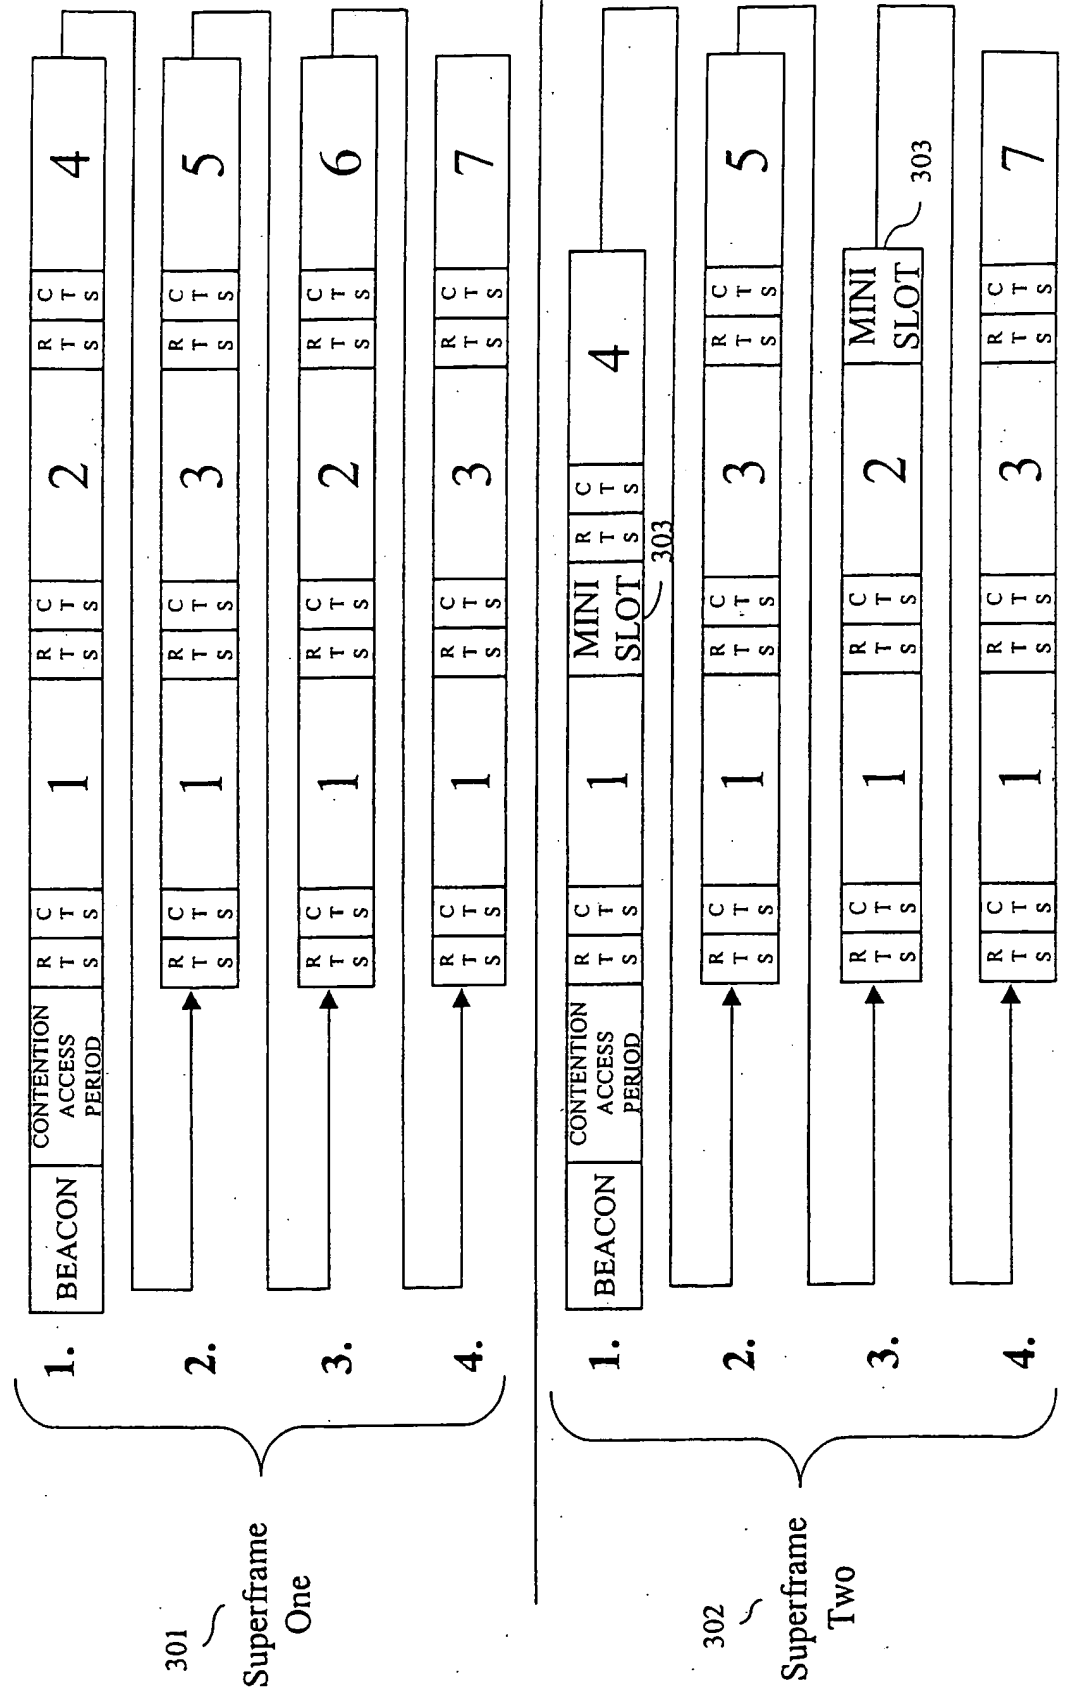 301
Superframe
One
1. BEACON CONTENTION ACCESS PERIOD RTS CTS 1 RTS CTS 2 RTS CTS 4
2. RTS CTS 1 RTS CTS 3 RTS CTS 5
3. RTS CTS 1 RTS CTS 2 RTS CTS 6
4. RTS CTS 1 RTS CTS 3 RTS CTS 7
302
Superframe
Two
1. BEACON CONTENTION ACCESS PERIOD RTS CTS 1 MINI SLOT RTS CTS 4
303
2. RTS CTS 1 RTS CTS 3 RTS CTS 5
3. RTS CTS 1 RTS CTS 2 MINI SLOT
303
4. RTS CTS 1 RTS CTS 3 RTS CTS 7